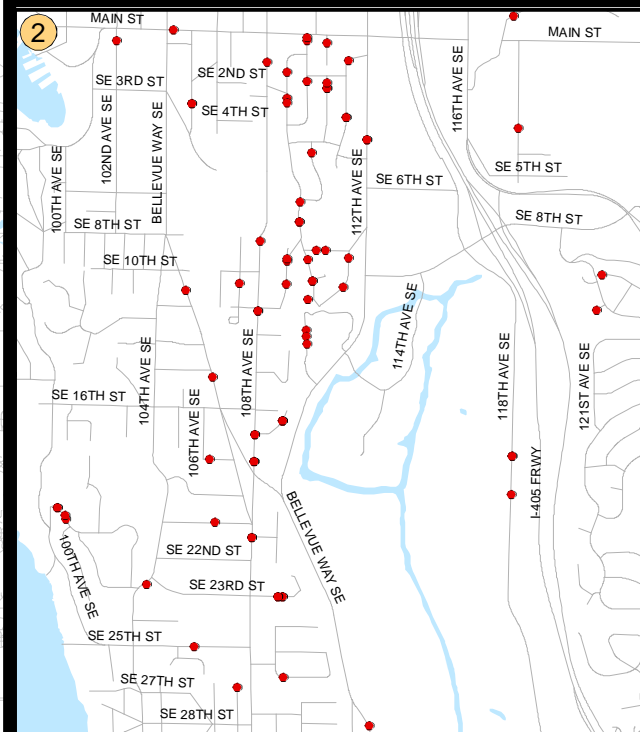 2
MAIN ST
MAIN ST
SE 2ND ST
SE 3RD ST
SE 4TH ST
116TH AVE SE
102ND AVE SE
BELLEVUE WAY SE
100TH AVE SE
112TH AVE SE
SE 5TH ST
SE 6TH ST
SE 8TH ST
SE 8TH ST
SE 10TH ST
114TH AVE SE
104TH AVE SE
108TH AVE SE
118TH AVE SE
121ST AVE SE
SE 16TH ST
106TH AVE SE
I-405 FRWY
BELLEVUE WAY SE
100TH AVE SE
SE 22ND ST
SE 23RD ST
SE 25TH ST
SE 27TH ST
SE 28TH ST